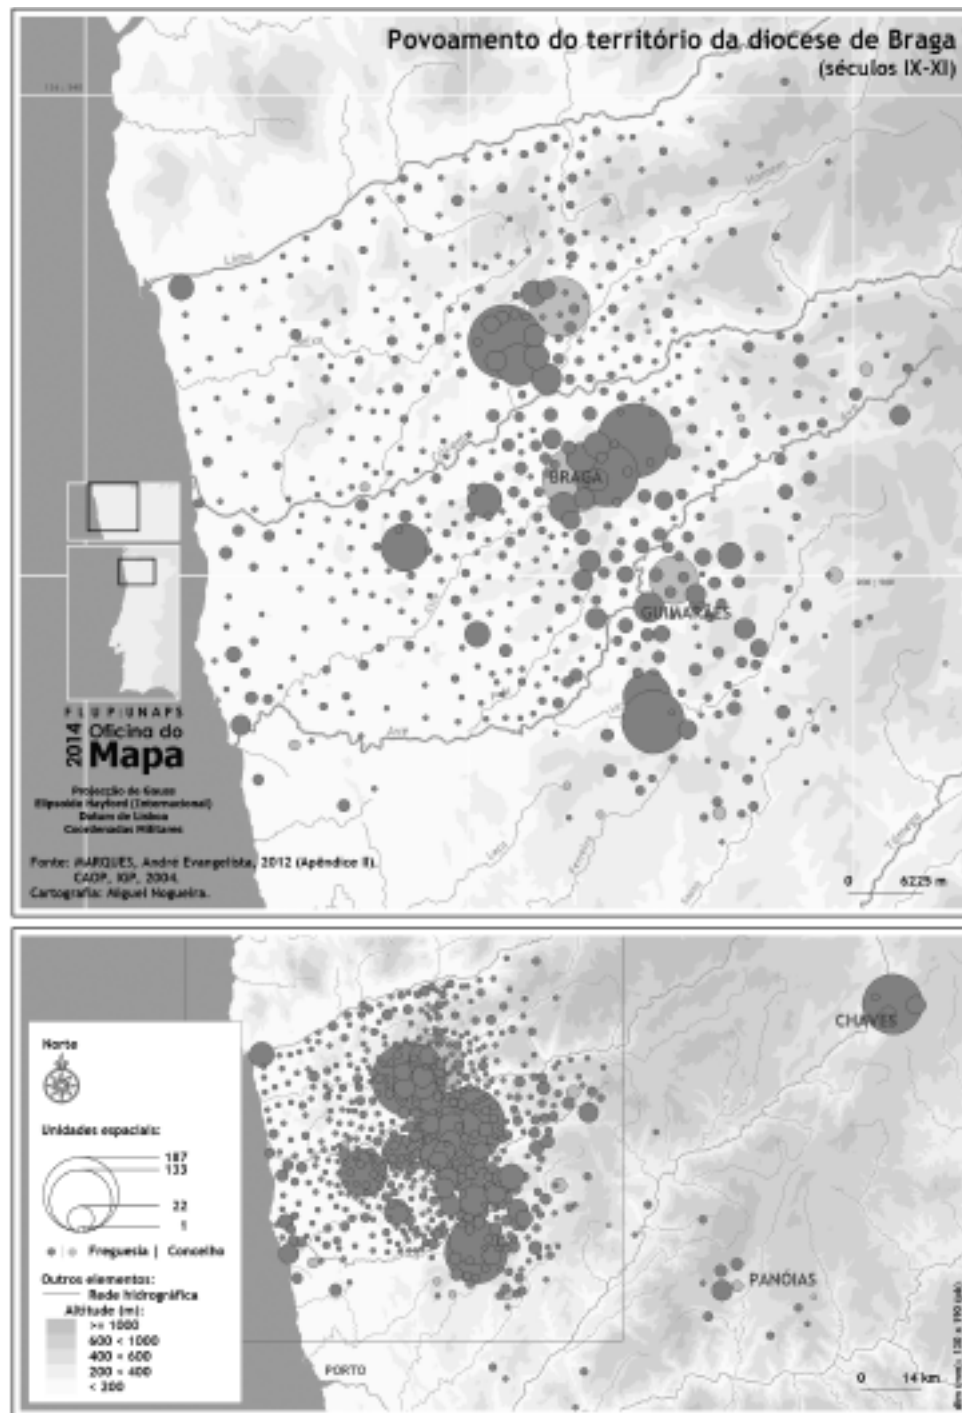 Povoamento do território da diocese de Braga
(séculos IX-XI)
Homem
Lima
BRAGA
GUIMARÃES
Ave
Ave
Tâmega
FLUP:UNAPS
2014
Oficina do
Mapa
Projecção de Gauss
Elipsoide Hayford (Internacional)
Datum de Lisboa
Coordenadas Militares
Fonte: MARQUES, André Evangelista, 2012 (Apêndice II).
CAOP, IGP, 2004.
Cartografia: Miguel Nogueira.
0 6225 m
CHAVES
Norte
Unidades espaciais:
187
133
22
1
Freguesia | Concelho
Outros elementos:
Rede hidrográfica
Altitude (m):
>= 1000
600 < 1000
400 < 600
200 < 400
< 200
PANÓIAS
PORTO
0 14 km